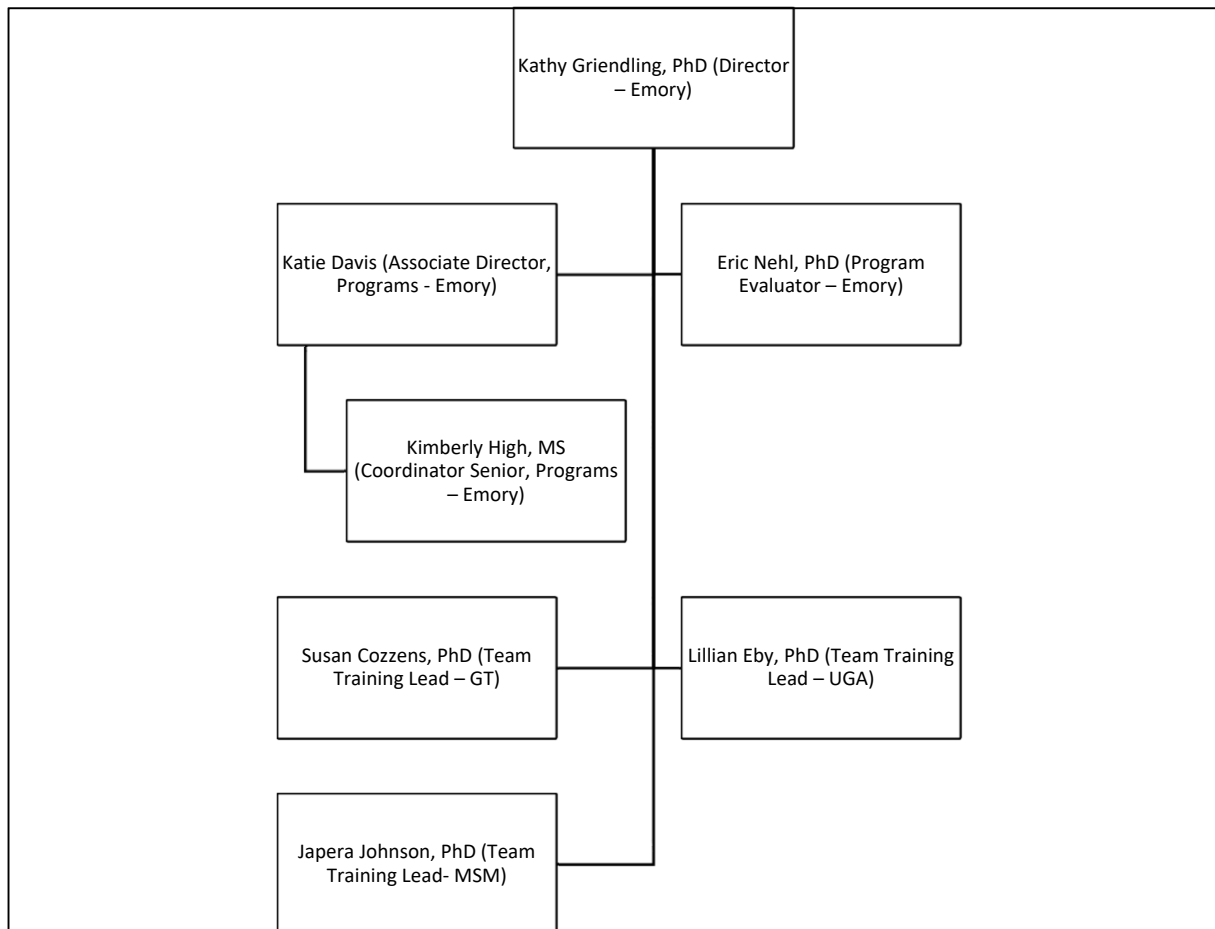 Kathy Griendling, PhD (Director
– Emory)
Katie Davis (Associate Director,
Programs - Emory)
Eric Nehl, PhD (Program
Evaluator – Emory)
Kimberly High, MS
(Coordinator Senior, Programs
– Emory)
Susan Cozzens, PhD (Team
Training Lead – GT)
Lillian Eby, PhD (Team Training
Lead – UGA)
Japera Johnson, PhD (Team
Training Lead- MSM)